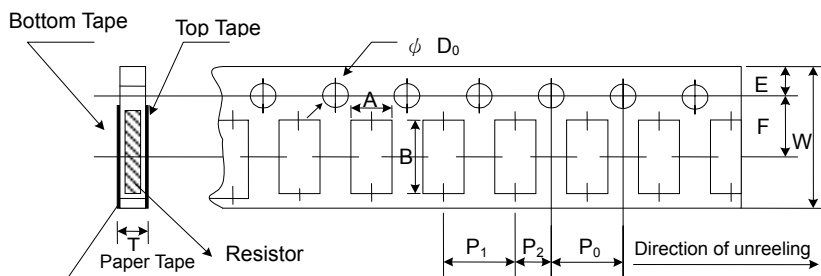 Bottom Tape
Top Tape
ϕ D₀
A
B
E
F
W
T
Paper Tape
Resistor
P₁
P₂
P₀
Direction of unreeling